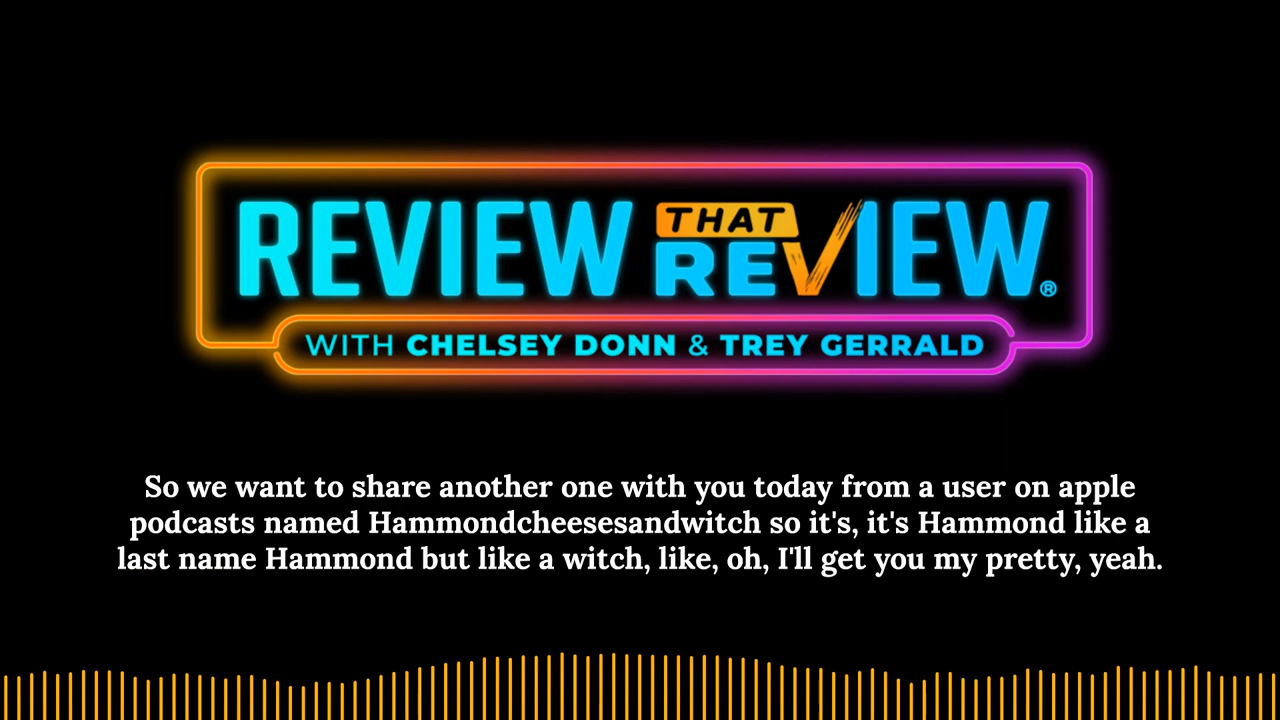 REVIEW THAT REVIEW®
WITH CHELSEY DONN & TREY GERRALD
So we want to share another one with you today from a user on apple
podcasts named Hammondcheesesandwitch so it's, it's Hammond like a
last name Hammond but like a witch, like, oh, I'll get you my pretty, yeah.